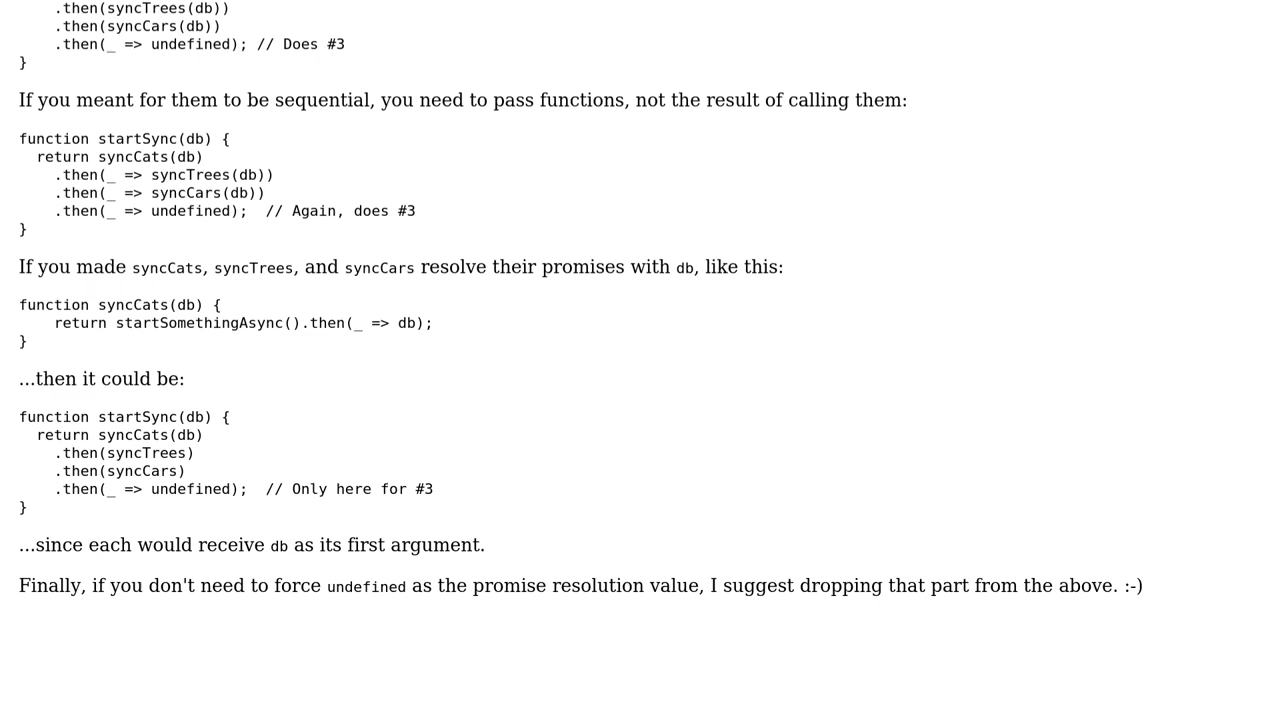 .then(syncTrees(db))
    .then(syncCars(db))
    .then(_ => undefined); // Does #3
}
If you meant for them to be sequential, you need to pass functions, not the result of calling them:
function startSync(db) {
  return syncCats(db)
    .then(_ => syncTrees(db))
    .then(_ => syncCars(db))
    .then(_ => undefined);  // Again, does #3
}
If you made syncCats, syncTrees, and syncCars resolve their promises with db, like this:
function syncCats(db) {
    return startSomethingAsync().then(_ => db);
}
...then it could be:
function startSync(db) {
  return syncCats(db)
    .then(syncTrees)
    .then(syncCars)
    .then(_ => undefined);  // Only here for #3
}
...since each would receive db as its first argument.
Finally, if you don't need to force undefined as the promise resolution value, I suggest dropping that part from the above. :-)